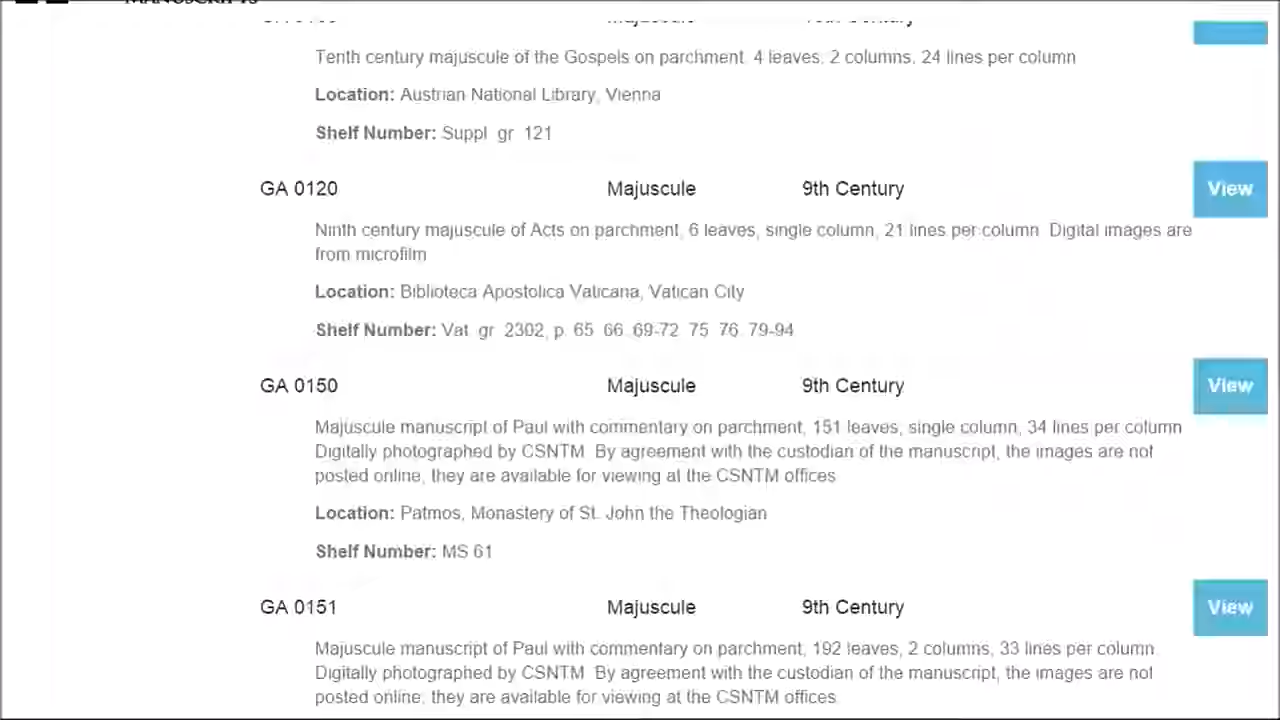 MANUSCRIPTS
Majuscule
Century
Tenth century majuscule of the Gospels on parchment, 4 leaves, 2 columns, 24 lines per column
Location: Austrian National Library, Vienna
Shelf Number: Suppl. gr. 121
GA 0120 Majuscule 9th Century View
Ninth century majuscule of Acts on parchment, 6 leaves, single column, 21 lines per column. Digital images are
from microfilm
Location: Biblioteca Apostolica Vaticana, Vatican City
Shelf Number: Vat. gr. 2302, p. 65. 66. 69-72. 75. 76. 79-94
GA 0150 Majuscule 9th Century View
Majuscule manuscript of Paul with commentary on parchment, 151 leaves, single column, 34 lines per column
Digitally photographed by CSNTM. By agreement with the custodian of the manuscript, the images are not
posted online; they are available for viewing at the CSNTM offices
Location: Patmos, Monastery of St. John the Theologian
Shelf Number: MS 61
GA 0151 Majuscule 9th Century View
Majuscule manuscript of Paul with commentary on parchment, 192 leaves, 2 columns, 33 lines per column.
Digitally photographed by CSNTM. By agreement with the custodian of the manuscript, the images are not
posted online; they are available for viewing at the CSNTM offices